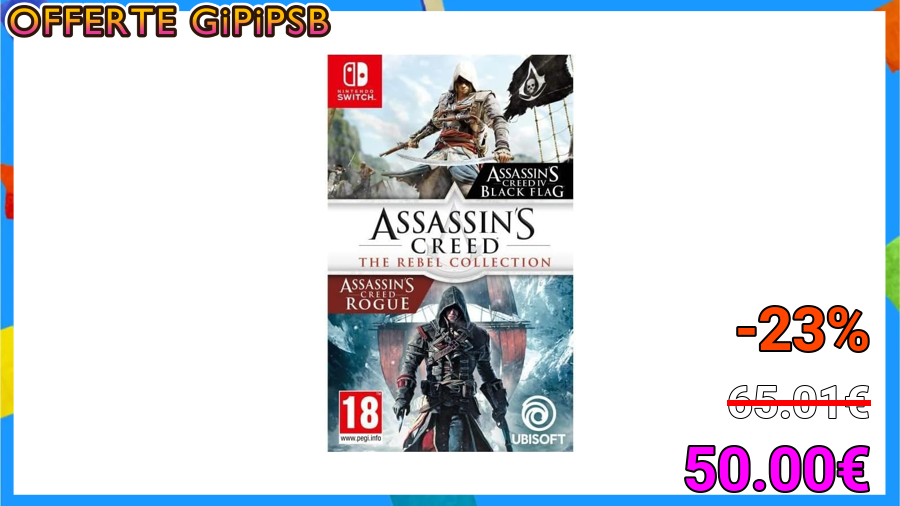 OFFERTE GiPiPSB
NINTENDO
SWITCH
ASSASSIN'S
CREED IV
BLACK FLAG
ASSASSIN'S
CREED
THE REBEL COLLECTION
ASSASSIN'S
CREED
ROGUE
18
www.pegi.info
UBISOFT
-23%
65.01€
50.00€